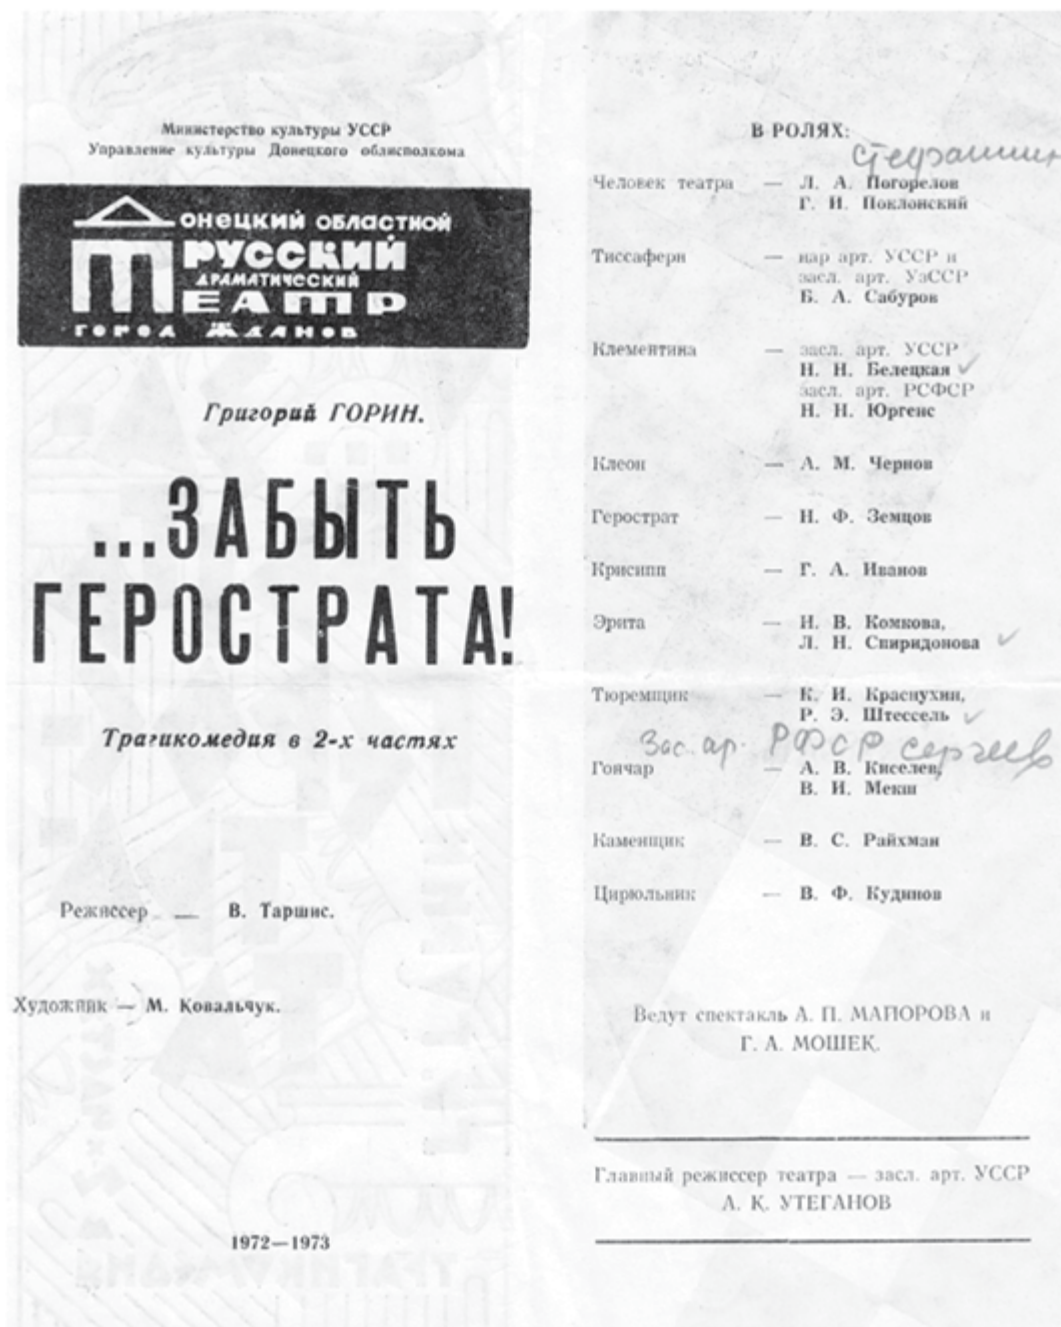 Министерство культуры УССР
Управление культуры Донецкого облисполкома
Донецкий областной
русский
драматический
театр
город Жданов
Григорий ГОРИН.
...ЗАБЫТЬ
ГЕРОСТРАТА!
Трагикомедия в 2-х частях
Режиссер — В. Таршис.
Художник — М. Ковальчук.
1972—1973
В РОЛЯХ:
Человек театра — Л. А. Погорелов
Г. И. Поклонский
Тиссаферн — нар арт. УССР и
засл. арт. УзССР
Б. А. Сабуров
Клементина — засл. арт. УССР
Н. Н. Белецкая
засл. арт. РСФСР
Н. Н. Юргенс
Клеон — А. М. Чернов
Герострат — Н. Ф. Земцов
Крисипп — Г. А. Иванов
Эрита — И. В. Комкова,
Л. Н. Спиридонова
Тюремщик — К. И. Краснухин,
Р. Э. Штессель
Зас. ар. РФСР Сергеев
Гончар — А. В. Киселев,
В. И. Мекш
Каменщик — В. С. Райхман
Цирюльник — В. Ф. Кудинов
Ведут спектакль А. П. МАЙОРОВА и
Г. А. МОШЕК.
Главный режиссер театра — засл. арт. УССР
А. К. УТЕГАНОВ